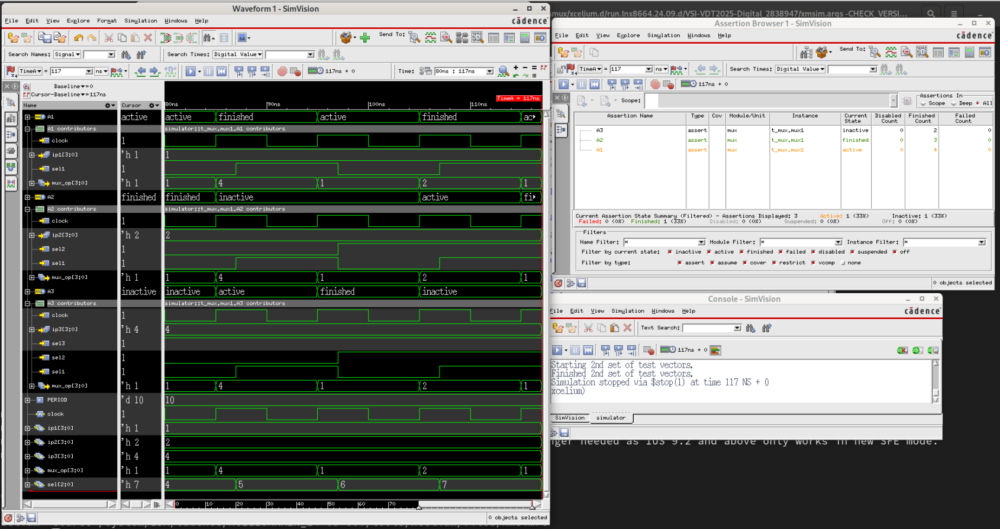 Waveform 1 - SimVision
File Edit View Explore Format Simulation Windows Help
cādence
Send To:
Search Names: Signal
Search Times: Digital Value
TimeA = 117 ns
117ns + 0
Time: 80ns : 117ns
Baseline = 0
Cursor-Baseline = 117ns
TimeA = 117ns
Name Cursor
80ns 90ns 100ns 110ns
A1 active active finished active finished
A1 contributors simulator::t_mux.mux1.A1 contributors
clock 1
ip1[3:0] 'h 1 1
sel1 1
mux_op[3:0] 'h 1 1 4 1 2 1
A2 finished finished inactive active fi
A2 contributors simulator::t_mux.mux1.A2 contributors
clock 1
ip2[3:0] 'h 2 2
sel2 1
sel1 1
mux_op[3:0] 'h 1 1 4 1 2 1
A3 inactive inactive active finished inactive
A3 contributors simulator::t_mux.mux1.A3 contributors
clock 1
ip3[3:0] 'h 4 4
sel3 1
sel2 1
sel1 1
mux_op[3:0] 'h 1 1 4 1 2 1
PERIOD 'd 10 10
clock 1
ip1[3:0] 'h 1 1
ip2[3:0] 'h 2 2
ip3[3:0] 'h 4 4
mux_op[3:0] 'h 1 1 4 1 2 1
sel[2:0] 'h 7 4 5 6 7
0 10 20 30 40 50 60 70
0 objects selected
mux/xcelium.d/run.lnx8664.24.09.d/VSI-VDT2025-Digital_2838947/xmsim.args -CHECK_VERSI...
Assertion Browser 1 - SimVision
File Edit View Explore Simulation Windows Help
cādence
Send To:
TimeA = 117 ns
Search Times: Digital Value
117ns + 0
Scope:
Assertions In
Scope Deep All
Assertion Name Type Cov Module/Unit Instance Current State Disabled Count Finished Count Failed Count
A3 assert mux t_mux.mux1 inactive 0 2 0
A2 assert mux t_mux.mux1 finished 0 3 0
A1 assert mux t_mux.mux1 active 0 4 0
Current Assertion State Summary (Filtered) - Assertions Displayed: 3 Active: 1 (33%) Inactive: 1 (33%)
Failed: 0 (0%) Finished: 1 (33%) Disabled: 0 (0%) Suspended: 0 (0%) Off: 0 (0%)
Filters
Name Filter: * Module Filter: * Instance Filter: *
Filter by current state: inactive active finished failed disabled suspended off
Filter by type: assert assume cover restrict vcomp none
0 objects selected
Console - SimVision
File Edit View Simulation Windows Help
cādence
Text Search:
117ns + 0
Starting 2nd set of test vectors.
Finished 2nd set of test vectors.
Simulation stopped via $stop(1) at time 117 NS + 0
xcelium>
SimVision simulator
nger needed as IUS 9.2 and above only works in new SFE mode.